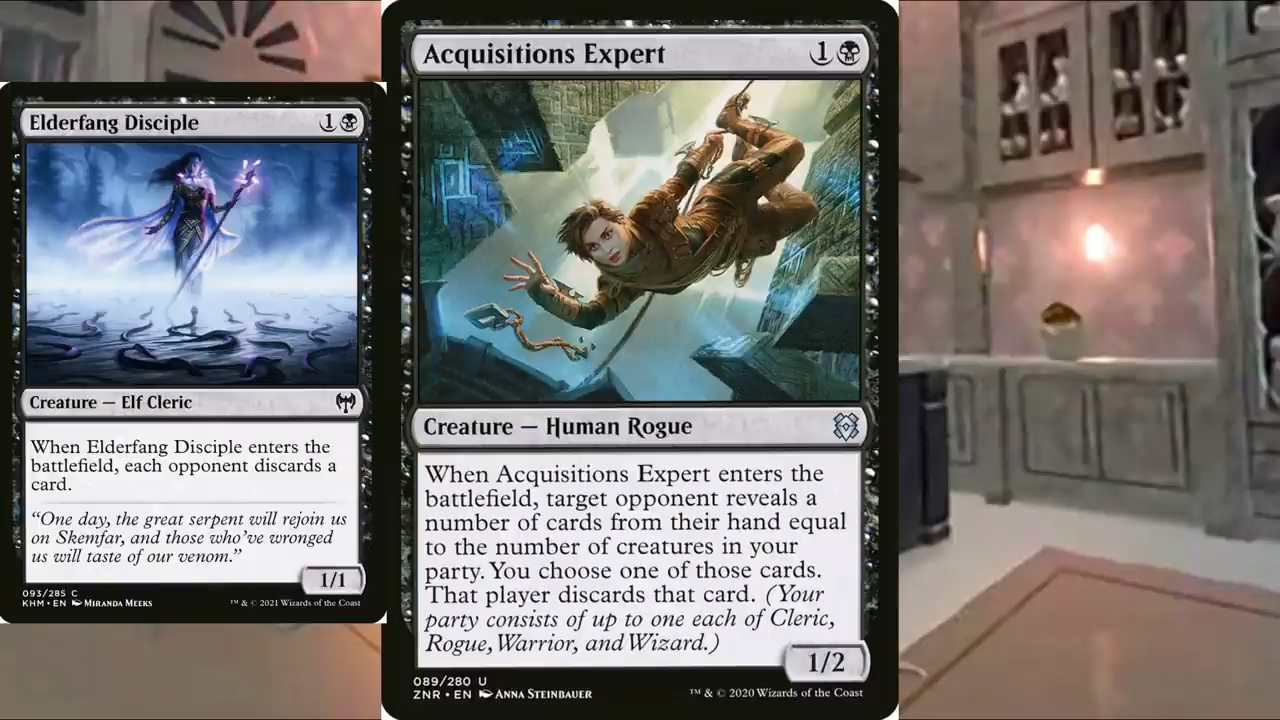 Elderfang Disciple 1
Creature — Elf Cleric
When Elderfang Disciple enters the
battlefield, each opponent discards a
card.
“One day, the great serpent will rejoin us
on Skemfar, and those who’ve wronged
us will taste of our venom.”
1/1
093/285 C
KHM • EN Miranda Meeks ™ & © 2021 Wizards of the Coast
Acquisitions Expert 1
Creature — Human Rogue
When Acquisitions Expert enters the
battlefield, target opponent reveals a
number of cards from their hand equal
to the number of creatures in your
party. You choose one of those cards.
That player discards that card. (Your
party consists of up to one each of Cleric,
Rogue, Warrior, and Wizard.)
1/2
089/280 U
ZNR • EN Anna Steinbauer ™ & © 2020 Wizards of the Coast